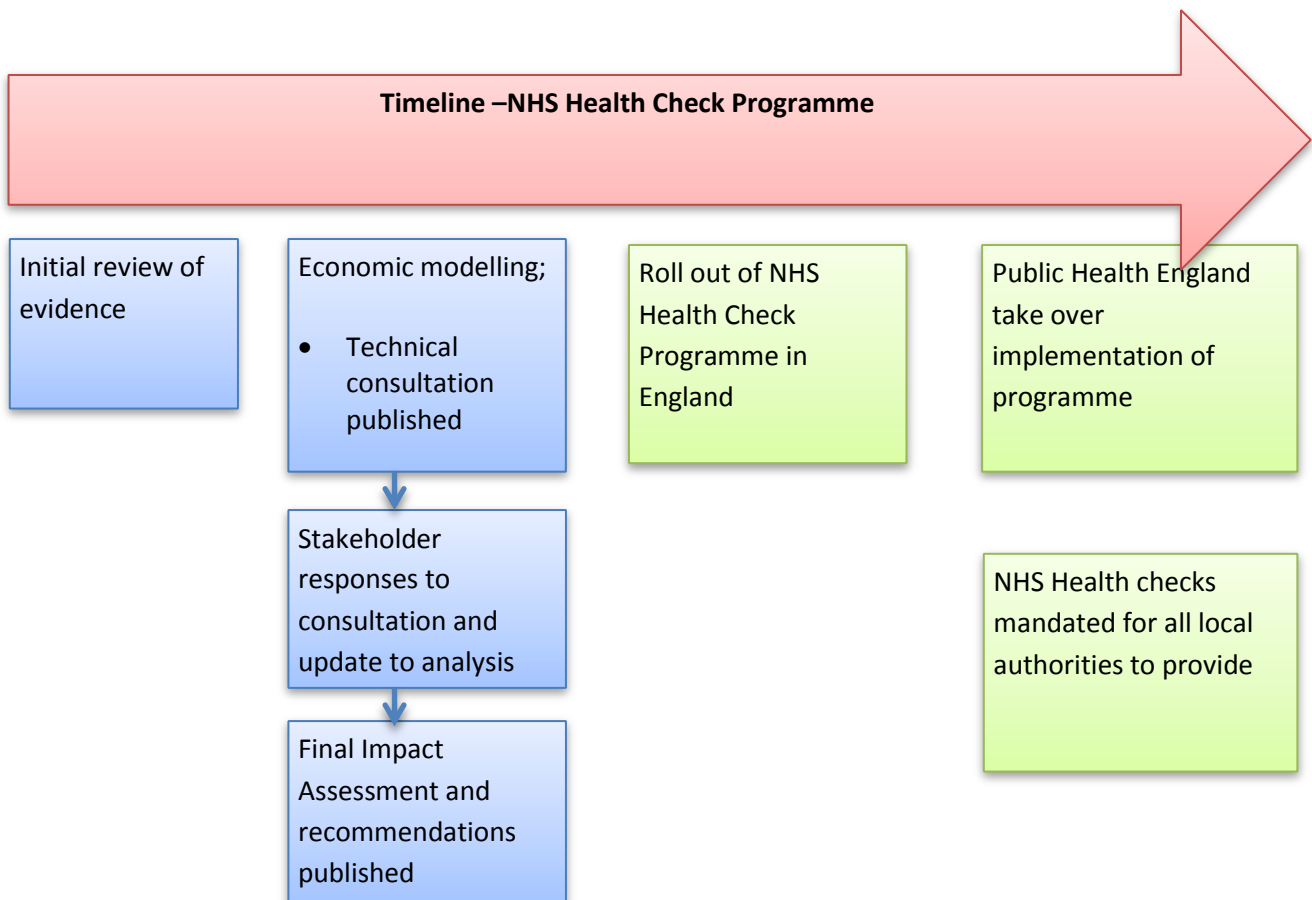 Timeline –NHS Health Check Programme
Initial review of
evidence
Economic modelling;
• Technical
consultation
published
Stakeholder
responses to
consultation and
update to analysis
Final Impact
Assessment and
recommendations
published
Roll out of NHS
Health Check
Programme in
England
Public Health England
take over
implementation of
programme
NHS Health checks
mandated for all local
authorities to provide